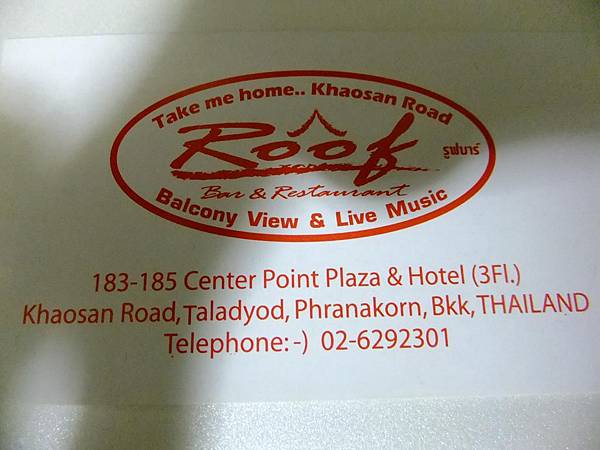 Take me home.. Khaosan Road
Roof
รูฟบาร์
Bar & Restaurant
Balcony View & Live Music
183-185 Center Point Plaza & Hotel (3Fl.)
Khaosan Road, Taladyod, Phranakorn, Bkk, THAILAND
Telephone: -) 02-6292301